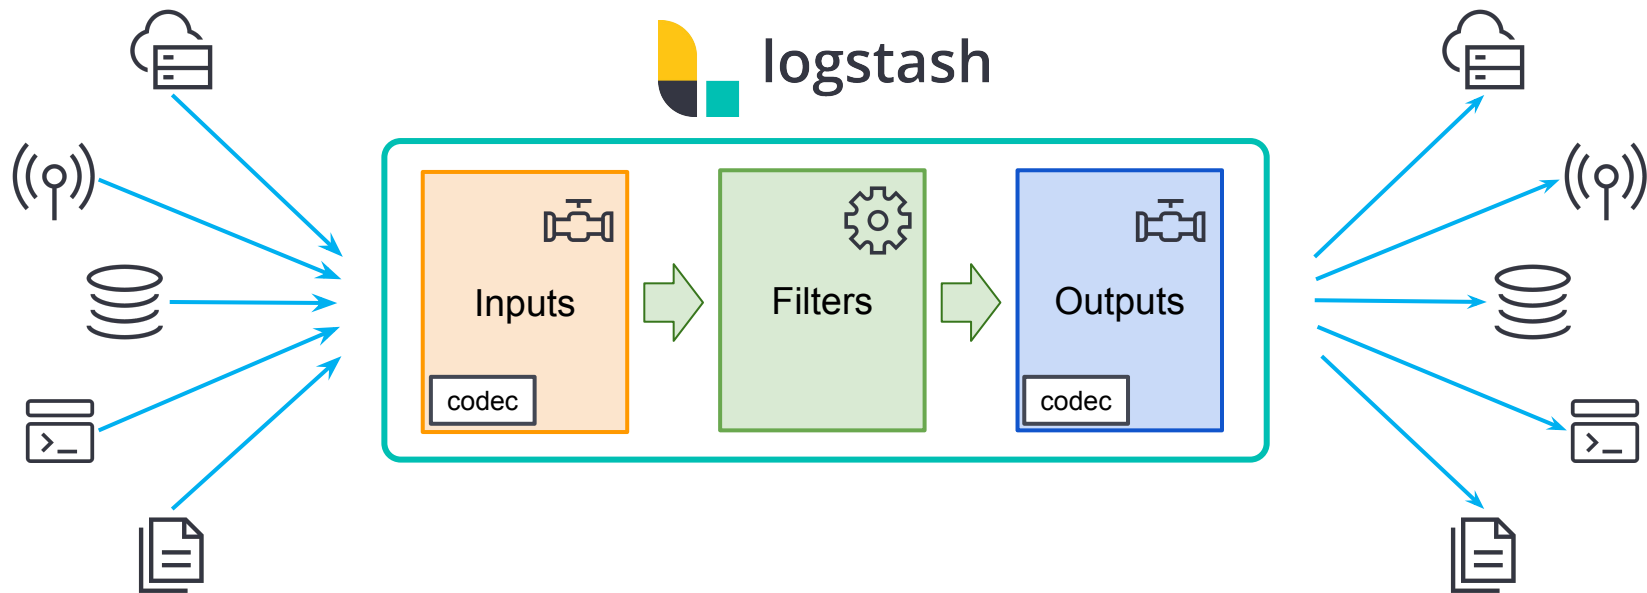 logstash
Inputs
Filters
Outputs
codec
codec